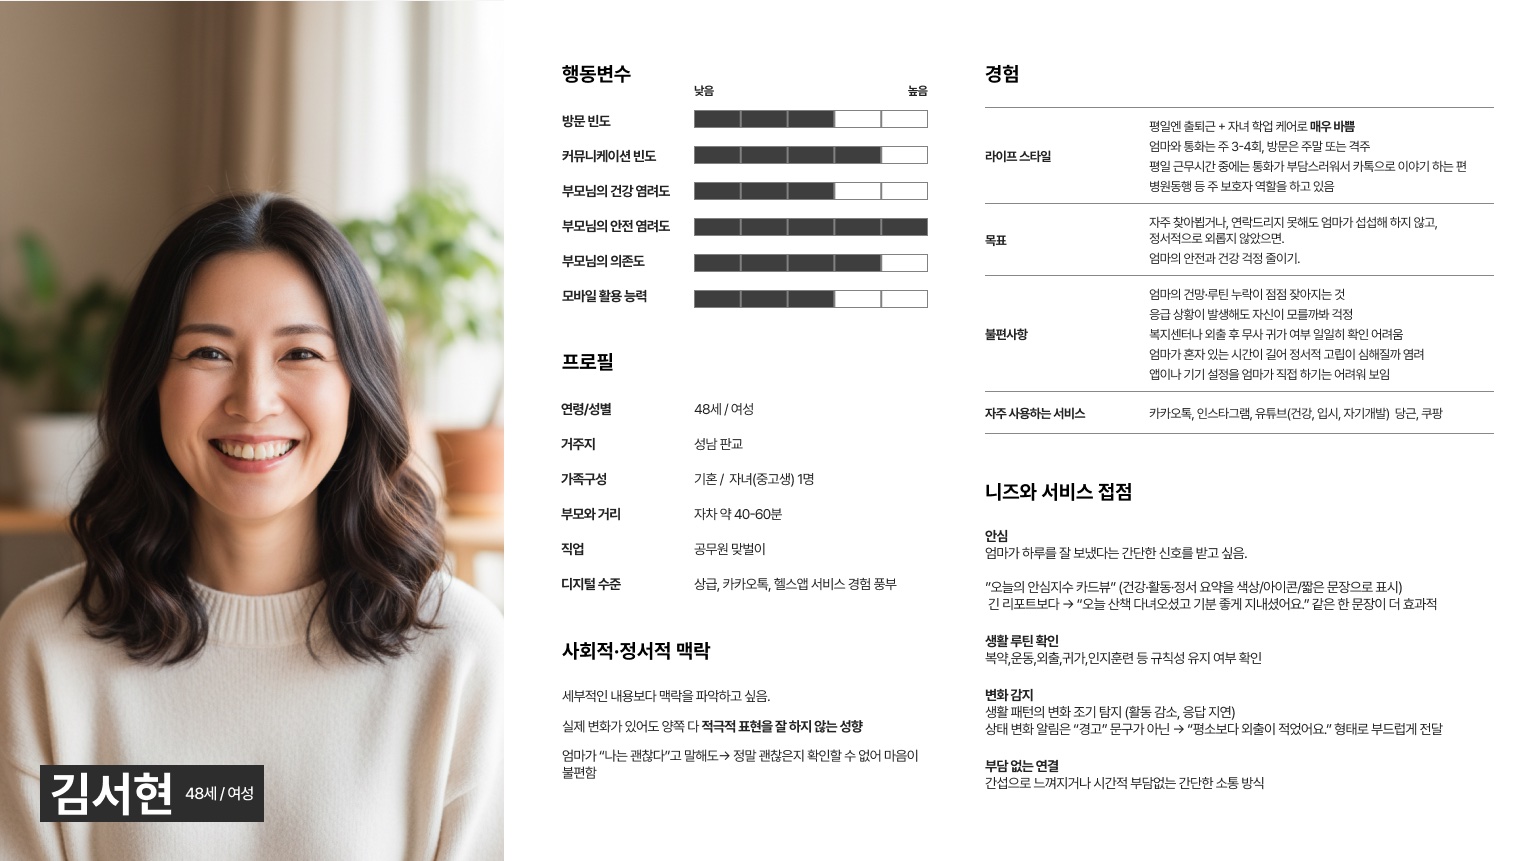 김서현 48세 / 여성
행동변수
낮음 높음
방문 빈도
커뮤니케이션 빈도
부모님의 건강 염려도
부모님의 안전 염려도
부모님의 의존도
모바일 활용 능력
프로필
연령/성별 48세 / 여성
거주지 성남 판교
가족구성 기혼 / 자녀(중고생) 1명
부모와 거리 자차 약 40-60분
직업 공무원 맞벌이
디지털 수준 상급, 카카오톡, 헬스앱 서비스 경험 풍부
사회적·정서적 맥락
세부적인 내용보다 맥락을 파악하고 싶음.
실제 변화가 있어도 양쪽 다 적극적 표현을 잘 하지 않는 성향
엄마가 “나는 괜찮다”고 말해도→ 정말 괜찮은지 확인할 수 없어 마음이
불편함
경험
라이프 스타일
평일엔 출퇴근 + 자녀 학업 케어로 매우 바쁨
엄마와 통화는 주 3-4회, 방문은 주말 또는 격주
평일 근무시간 중에는 통화가 부담스러워서 카톡으로 이야기 하는 편
병원동행 등 주 보호자 역할을 하고 있음
목표
자주 찾아뵙거나, 연락드리지 못해도 엄마가 섭섭해 하지 않고,
정서적으로 외롭지 않았으면.
엄마의 안전과 건강 걱정 줄이기.
불편사항
엄마의 건망·루틴 누락이 점점 잦아지는 것
응급 상황이 발생해도 자신이 모를까봐 걱정
복지센터나 외출 후 무사 귀가 여부 일일히 확인 어려움
엄마가 혼자 있는 시간이 길어 정서적 고립이 심해질까 염려
앱이나 기기 설정을 엄마가 직접 하기는 어려워 보임
자주 사용하는 서비스 카카오톡, 인스타그램, 유튜브(건강, 입시, 자기개발) 당근, 쿠팡
니즈와 서비스 접점
안심
엄마가 하루를 잘 보냈다는 간단한 신호를 받고 싶음.
“오늘의 안심지수 카드뷰” (건강·활동·정서 요약을 색상/아이콘/짧은 문장으로 표시)
긴 리포트보다 → “오늘 산책 다녀오셨고 기분 좋게 지내셨어요.” 같은 한 문장이 더 효과적
생활 루틴 확인
복약,운동,외출,귀가,인지훈련 등 규칙성 유지 여부 확인
변화 감지
생활 패턴의 변화 조기 탐지 (활동 감소, 응답 지연)
상태 변화 알림은 “경고” 문구가 아닌 → “평소보다 외출이 적었어요.” 형태로 부드럽게 전달
부담 없는 연결
간섭으로 느껴지거나 시간적 부담없는 간단한 소통 방식